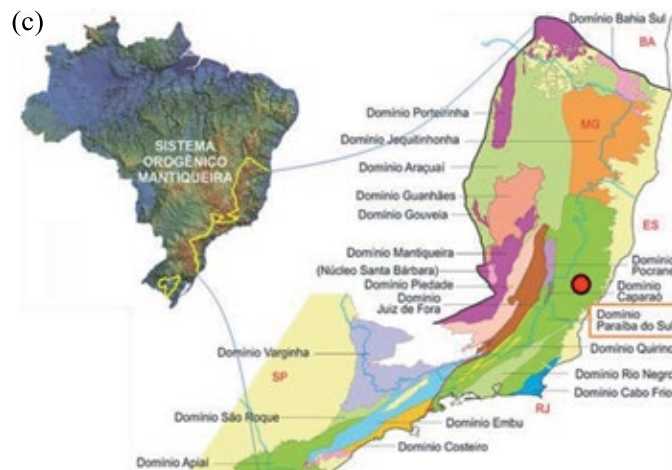 (c)
SISTEMA
OROGÊNICO
MANTIQUEIRA
Domínio Bahia Sul
BA
Domínio Porteirinha
MG
Domínio Jequitinhonha
Domínio Araçuaí
Domínio Guanhães
Domínio Gouveia
ES
Domínio Mantiqueira
(Núcleo Santa Bárbara)
Domínio
Pocrane
Domínio Piedade
Domínio
Caparaó
Domínio
Juiz de Fora
Domínio
Paraíba do Sul
Domínio Quirino
Domínio Varginha
SP
Domínio Rio Negro
Domínio Cabo Frio
RJ
Domínio São Roque
Domínio Embu
Domínio Costeiro
Domínio Apiaí